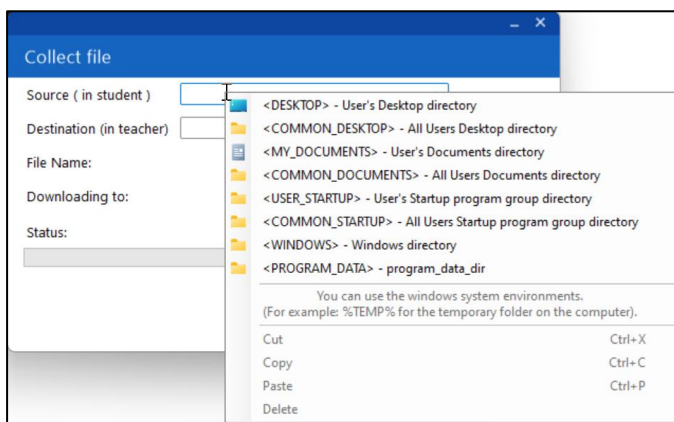 Collect file
Source ( in student )
Destination (in teacher)
File Name:
Downloading to:
Status:
<DESKTOP> - User's Desktop directory
<COMMON_DESKTOP> - All Users Desktop directory
<MY_DOCUMENTS> - User's Documents directory
<COMMON_DOCUMENTS> - All Users Documents directory
<USER_STARTUP> - User's Startup program group directory
<COMMON_STARTUP> - All Users Startup program group directory
<WINDOWS> - Windows directory
<PROGRAM_DATA> - program_data_dir
You can use the windows system environments.
(For example: %TEMP% for the temporary folder on the computer).
Cut Ctrl+X
Copy Ctrl+C
Paste Ctrl+P
Delete